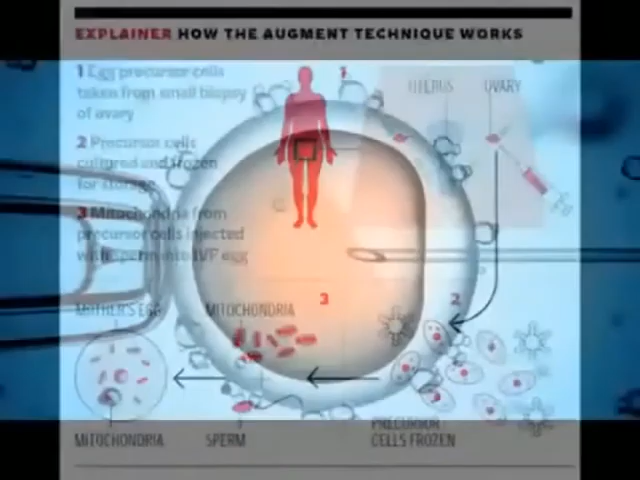 EXPLAINER HOW THE AUGMENT TECHNIQUE WORKS
1 Egg precursor cells
taken from small biopsy
of ovary
2 Precursor cells
cultured and frozen
for storage
3 Mitochondria from
precursor cells injected
with sperm into IVF egg
1
UTERUS
OVARY
3
2
MOTHER'S EGG
MITOCHONDRIA
MITOCHONDRIA
SPERM
PRECURSOR
CELLS FROZEN